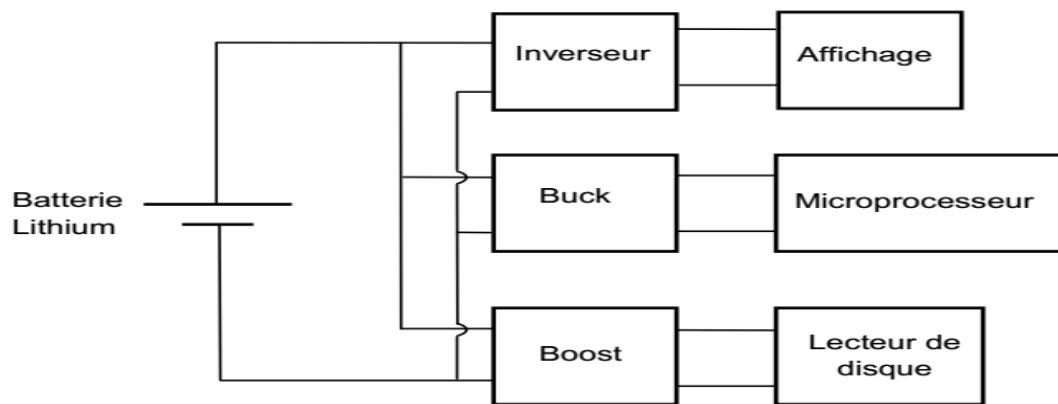 Inverseur
Affichage
Batterie
Lithium
Buck
Microprocesseur
Boost
Lecteur de
disque